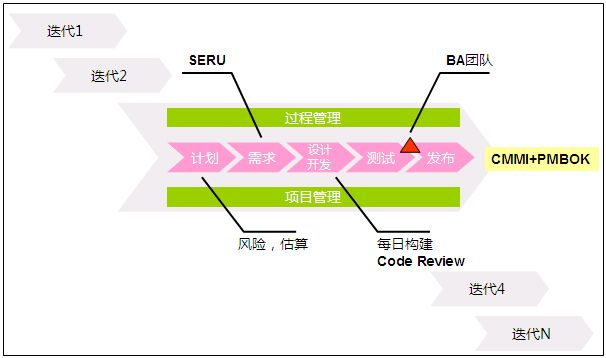 迭代1
迭代2
SERU
BA团队
过程管理
计划
需求
设计
开发
测试
发布
CMMI+PMBOK
项目管理
风险，估算
每日构建
Code Review
迭代4
迭代N